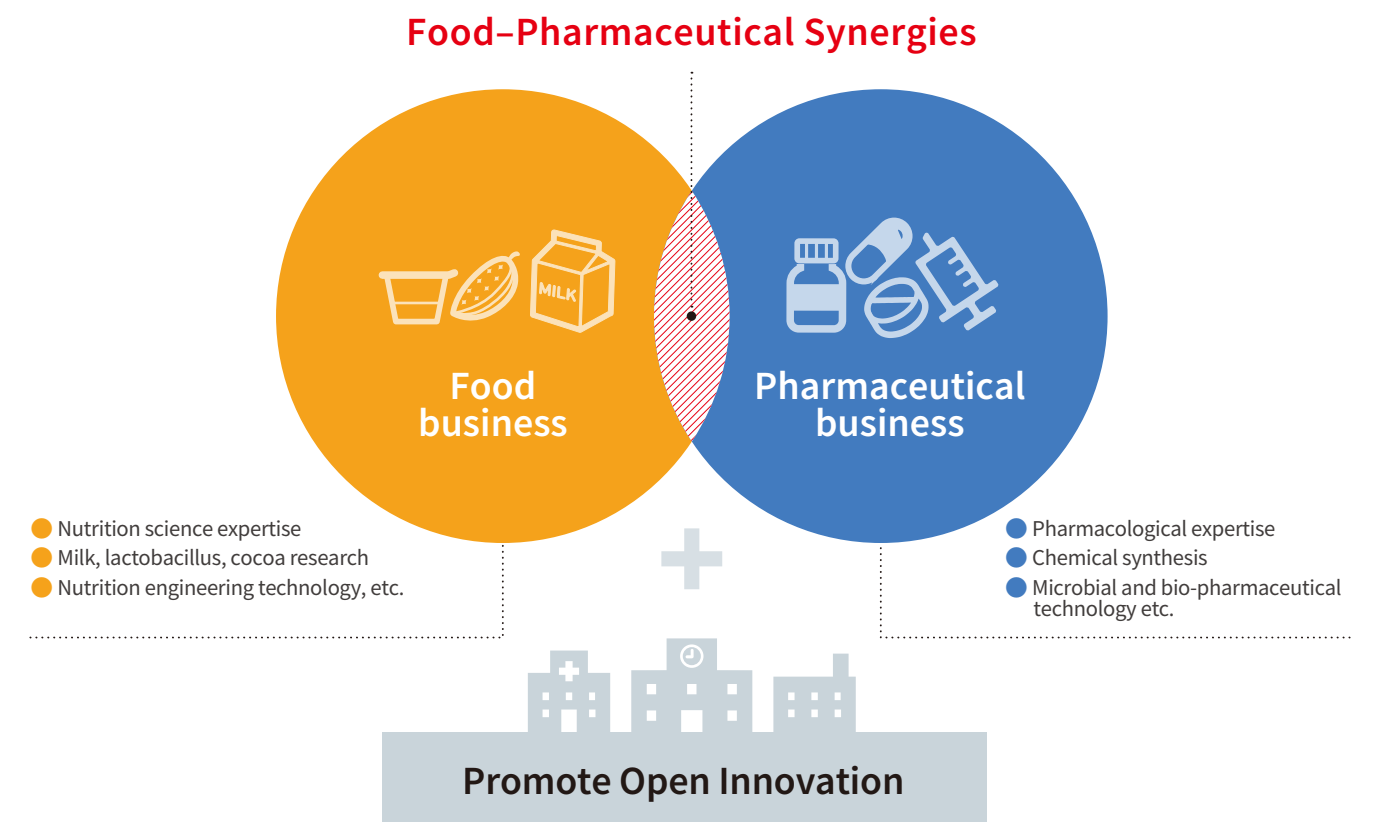 Food–Pharmaceutical Synergies
MILK
Food
business
Pharmaceutical
business
Nutrition science expertise
Milk, lactobacillus, cocoa research
Nutrition engineering technology, etc.
Pharmacological expertise
Chemical synthesis
Microbial and bio-pharmaceutical
technology etc.
Promote Open Innovation